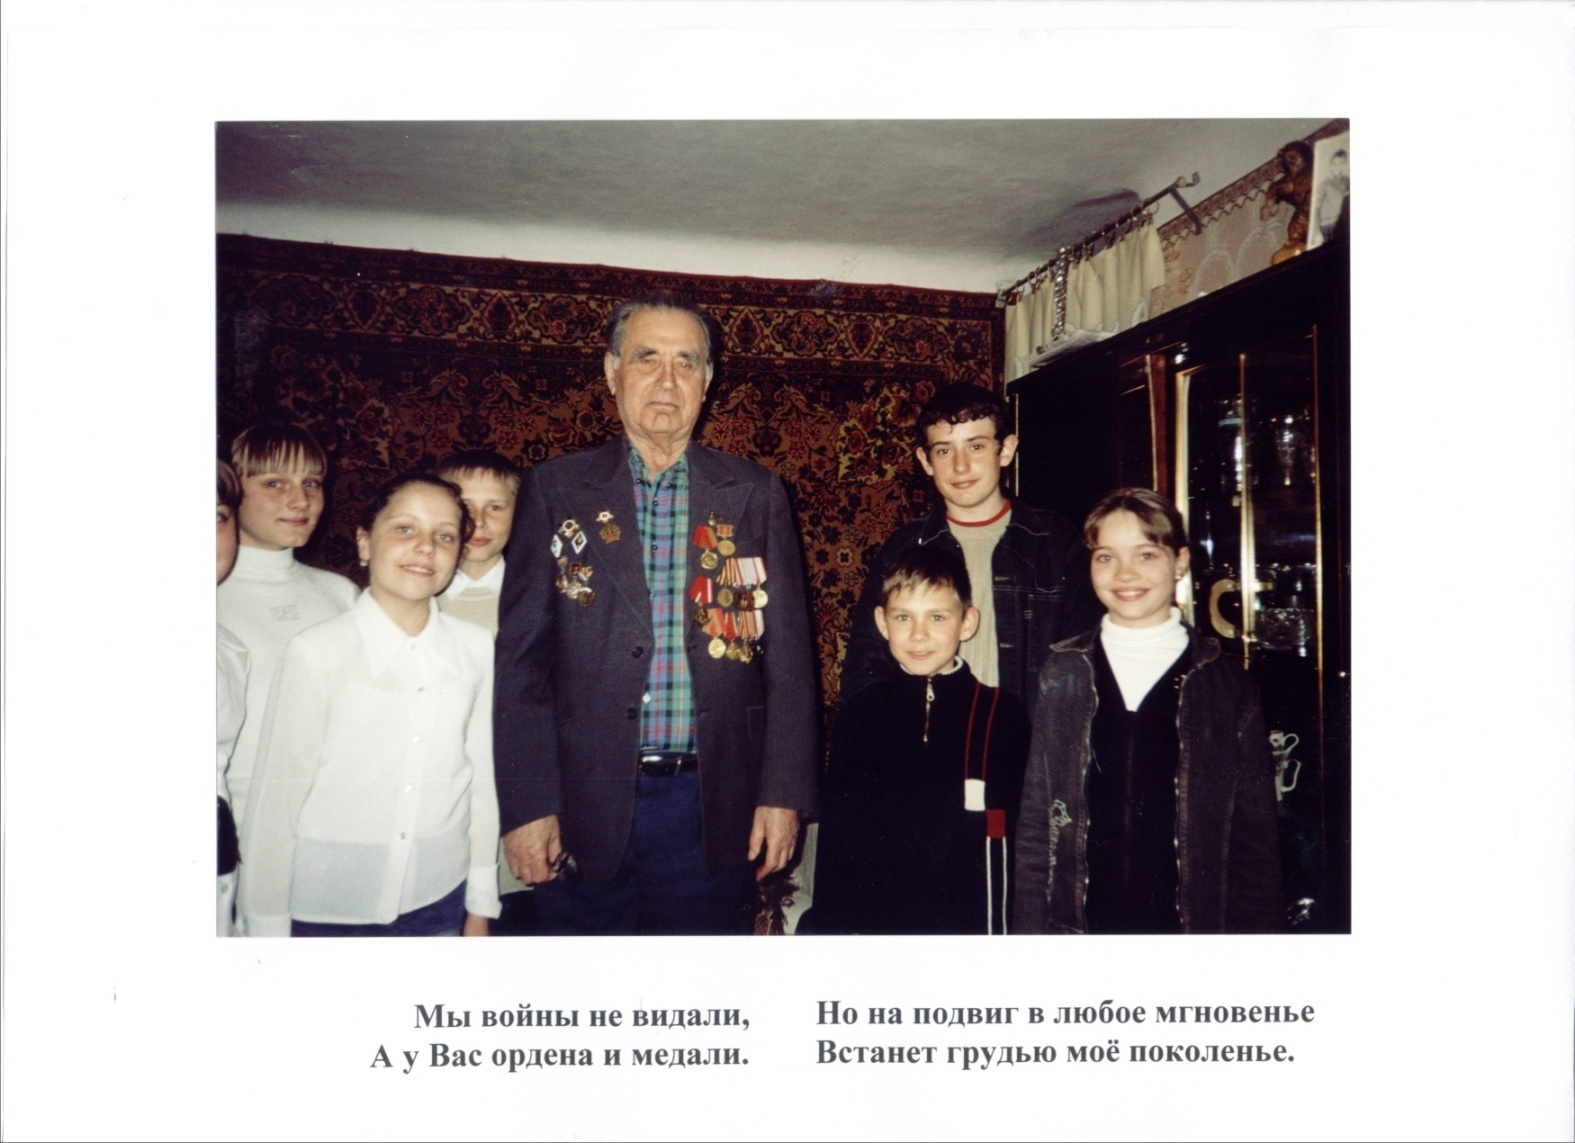 Мы войны не видали,
А у Вас ордена и медали.
Но на подвиг в любое мгновенье
Встанет грудью моё поколенье.